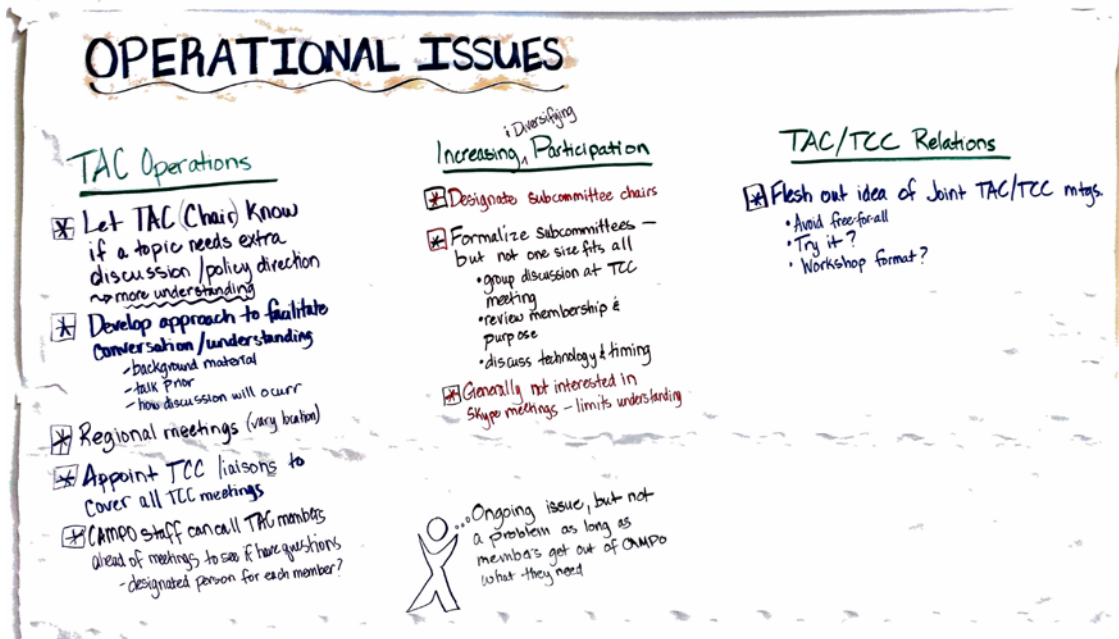 OPERATIONAL ISSUES
TAC Operations
Let TAC (Chair) Know
if a topic needs extra
discussion/policy direction
more understanding
Develop approach to facilitate
conversation/understanding
-background material
-talk prior
-how discussion will ocurr
Regional meetings (vary location)
Appoint TCC liaisons to
cover all TCC meetings
CAMPO staff can call TAC members
ahead of meetings to see if have questions
-designated person for each member?
& Diversifying
Increasing Participation
Designate subcommittee chairs
Formalize Subcommittees –
but not one size fits all
•group discussion at TCC
meeting
•review membership &
purpose
•discuss technology & timing
Generally not interested in
Skype meetings – limits understanding
...Ongoing issue, but not
a problem as long as
members get out of CAMPO
what they need
TAC/TCC Relations
Flesh out idea of Joint TAC/TCC mtgs.
•Avoid free-for-all
•Try it?
•Workshop format?